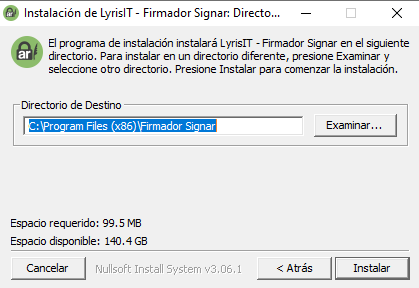 Instalación de LyrisIT - Firmador Signar: Directo...
ar
El programa de instalación instalará LyrisIT - Firmador Signar en el siguiente
directorio. Para instalar en un directorio diferente, presione Examinar y
seleccione otro directorio. Presione Instalar para comenzar la instalación.
Directorio de Destino
C:\Program Files (x86)\Firmador Signar
Examinar...
Espacio requerido: 99.5 MB
Espacio disponible: 140.4 GB
Cancelar
Nullsoft Install System v3.06.1
< Atrás
Instalar